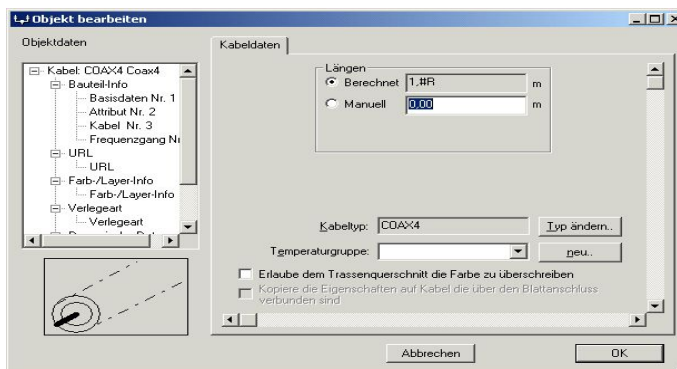 Objekt bearbeiten
Objektdaten
Kabel: COAX4 Coax4
Bauteil-Info
Basisdaten Nr. 1
Attribut Nr. 2
Kabel Nr. 3
Frequenzgang Nr
URL
URL
Farb-/Layer-Info
Farb-/Layer-Info
Verlegeart
Verlegeart
Kabeldaten
Längen
Berechnet 1,#R m
Manuell 0,00 m
Kabeltyp: COAX4 Typ ändern..
Temperaturgruppe: neu..
Erlaube dem Trassenquerschnitt die Farbe zu überschreiben
Kopiere die Eigenschaften auf Kabel die über den Blattanschluss
verbunden sind
Abbrechen OK